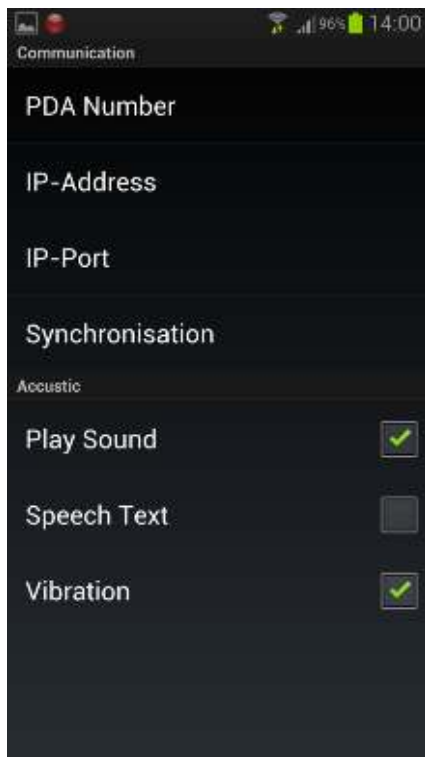 96% 14:00
Communication
PDA Number
IP-Address
IP-Port
Synchronisation
Accustic
Play Sound
Speech Text
Vibration